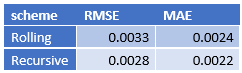 scheme RMSE MAE
Rolling 0.0033 0.0024
Recursive 0.0028 0.0022